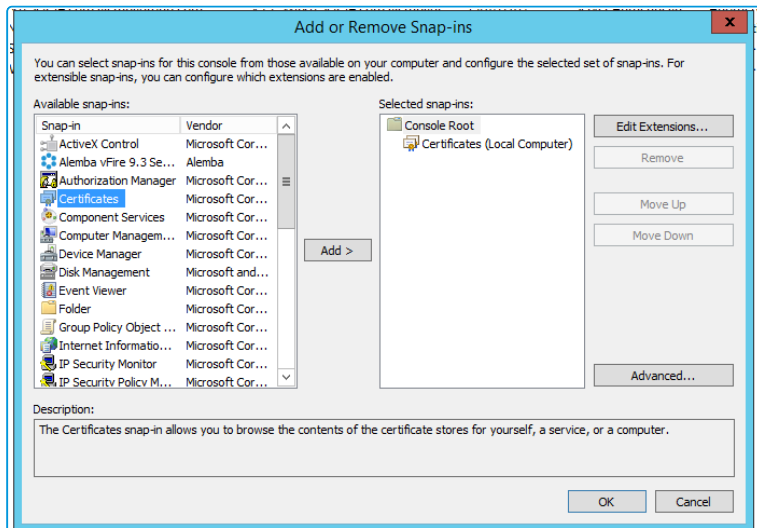 Add or Remove Snap-ins
x
You can select snap-ins for this console from those available on your computer and configure the selected set of snap-ins. For
extensible snap-ins, you can configure which extensions are enabled.
Available snap-ins:
Selected snap-ins:
Snap-in Vendor
ActiveX Control Microsoft Cor...
Alemba vFire 9.3 Se... Alemba
Authorization Manager Microsoft Cor...
Certificates Microsoft Cor...
Component Services Microsoft Cor...
Computer Managem... Microsoft Cor...
Device Manager Microsoft Cor...
Disk Management Microsoft and...
Event Viewer Microsoft Cor...
Folder Microsoft Cor...
Group Policy Object ... Microsoft Cor...
Internet Informatio... Microsoft Cor...
IP Security Monitor Microsoft Cor...
IP Security Policy M... Microsoft Cor...
Add >
Console Root
Certificates (Local Computer)
Edit Extensions...
Remove
Move Up
Move Down
Advanced...
Description:
The Certificates snap-in allows you to browse the contents of the certificate stores for yourself, a service, or a computer.
OK
Cancel